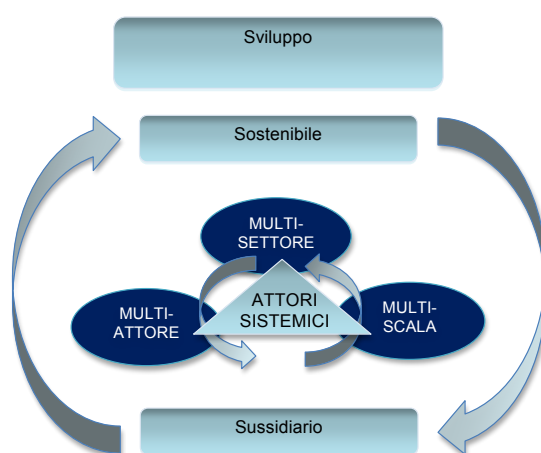 Sviluppo
Sostenibile
MULTI-
SETTORE
ATTORI
SISTEMICI
MULTI-
ATTORE
MULTI-
SCALA
Sussidiario